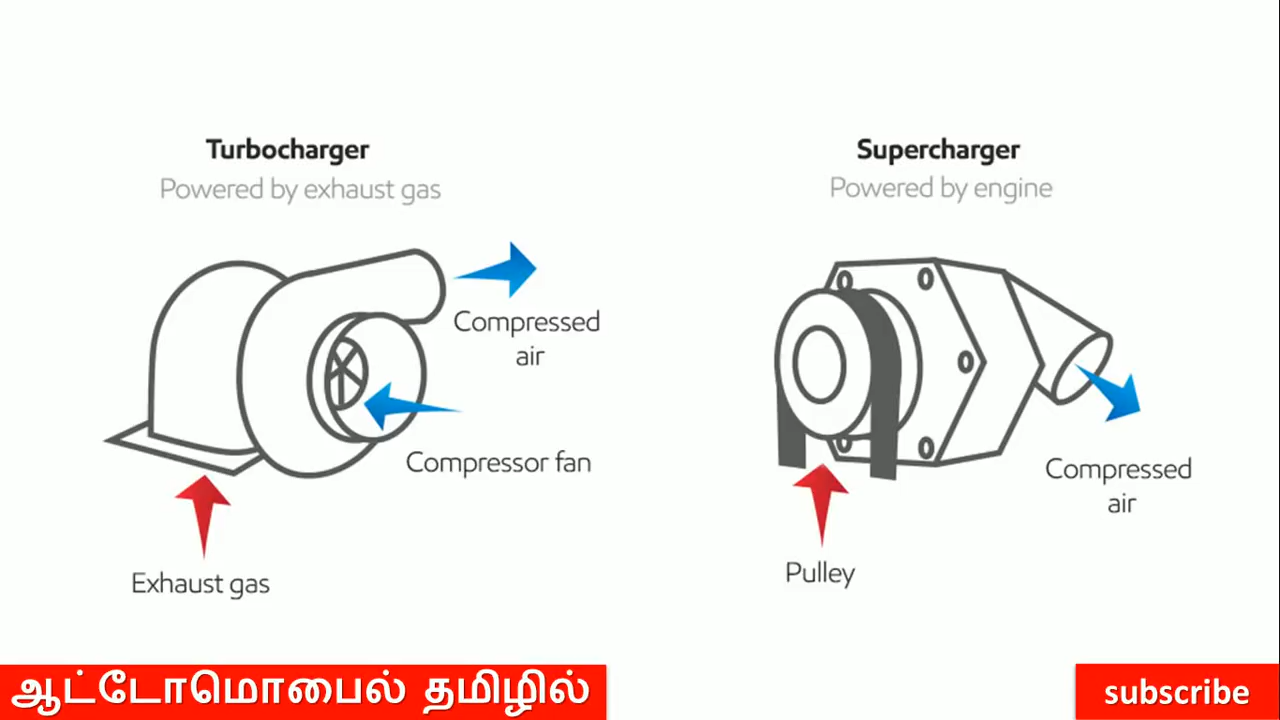 Turbocharger
Powered by exhaust gas
Compressed
air
Compressor fan
Exhaust gas
Supercharger
Powered by engine
Compressed
air
Pulley
ஆட்டோமொபைல் தமிழில்
subscribe